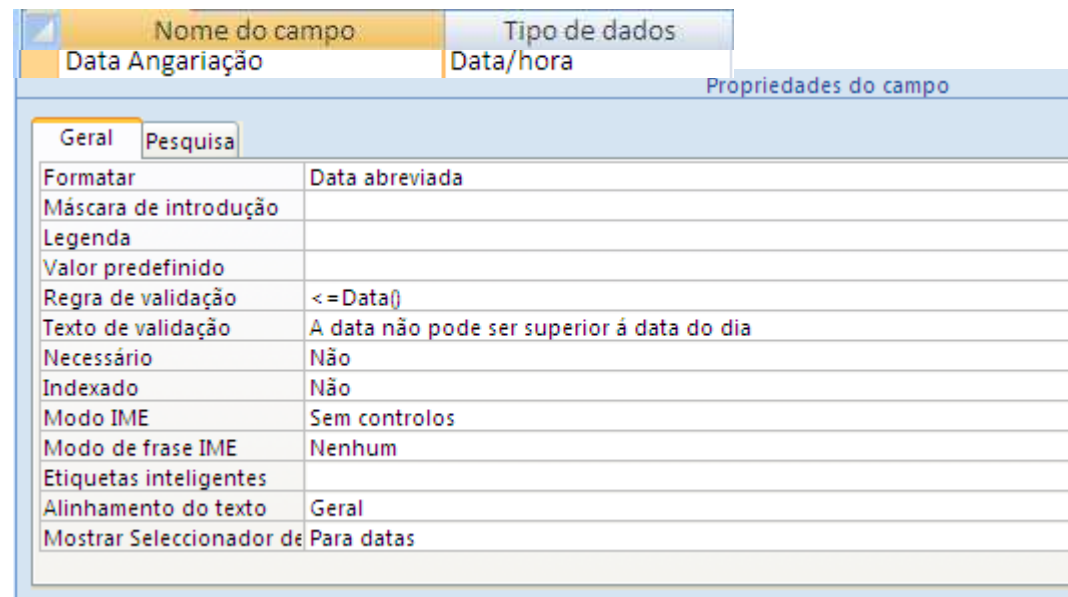 Nome do campo Tipo de dados
Data Angariação Data/hora
Propriedades do campo
Geral Pesquisa
Formatar Data abreviada
Máscara de introdução
Legenda
Valor predefinido
Regra de validação <=Data()
Texto de validação A data não pode ser superior á data do dia
Necessário Não
Indexado Não
Modo IME Sem controlos
Modo de frase IME Nenhum
Etiquetas inteligentes
Alinhamento do texto Geral
Mostrar Seleccionador de Para datas